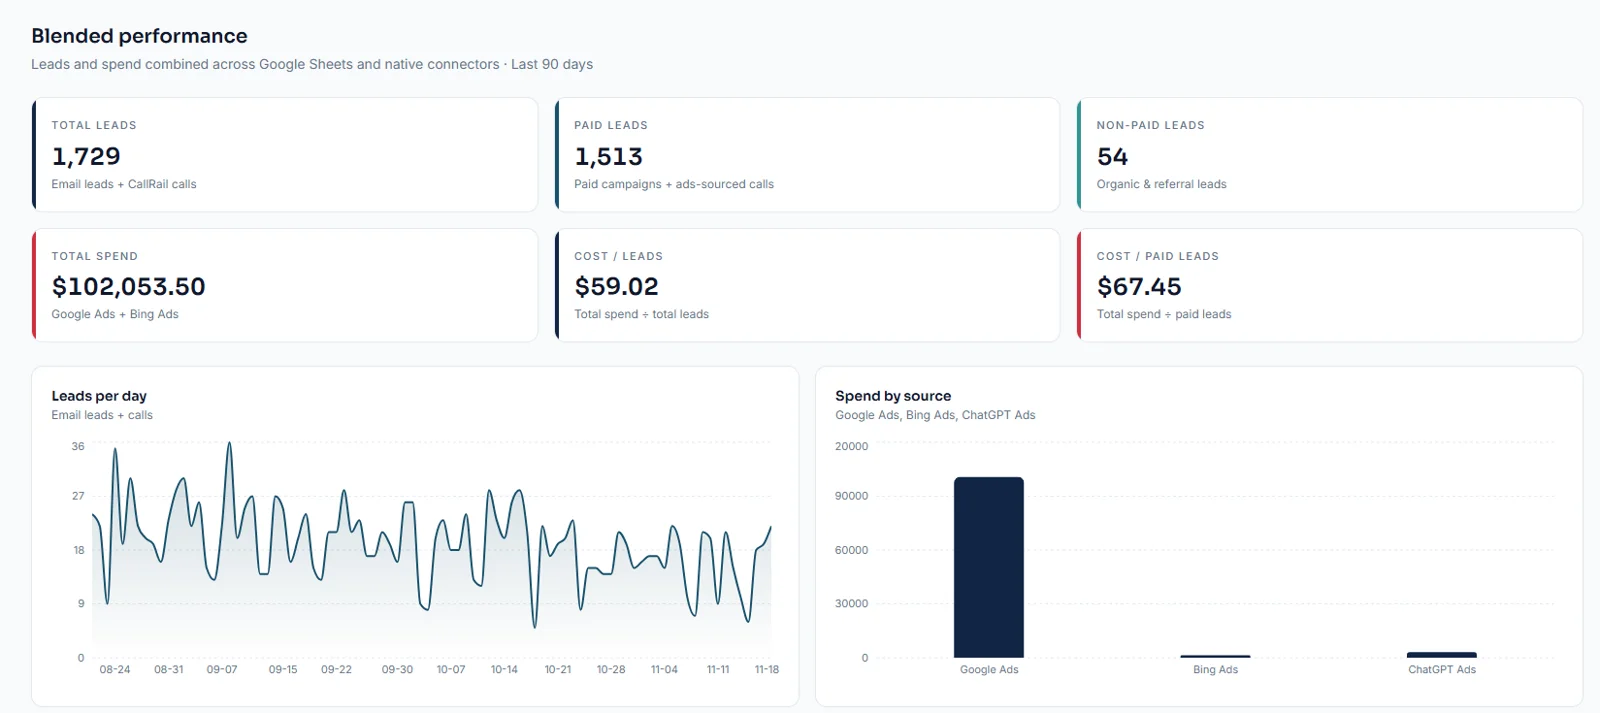 Blended performance
Leads and spend combined across Google Sheets and native connectors · Last 90 days
TOTAL LEADS
1,729
Email leads + CallRail calls
PAID LEADS
1,513
Paid campaigns + ads-sourced calls
NON-PAID LEADS
54
Organic & referral leads
TOTAL SPEND
$102,053.50
Google Ads + Bing Ads
COST / LEADS
$59.02
Total spend ÷ total leads
COST / PAID LEADS
$67.45
Total spend ÷ paid leads
Leads per day
Email leads + calls
36
27
18
9
0
08-24 08-31 09-07 09-15 09-22 09-30 10-07 10-14 10-21 10-28 11-04 11-11 11-18
Spend by source
Google Ads, Bing Ads, ChatGPT Ads
20000
90000
60000
30000
0
Google Ads Bing Ads ChatGPT Ads